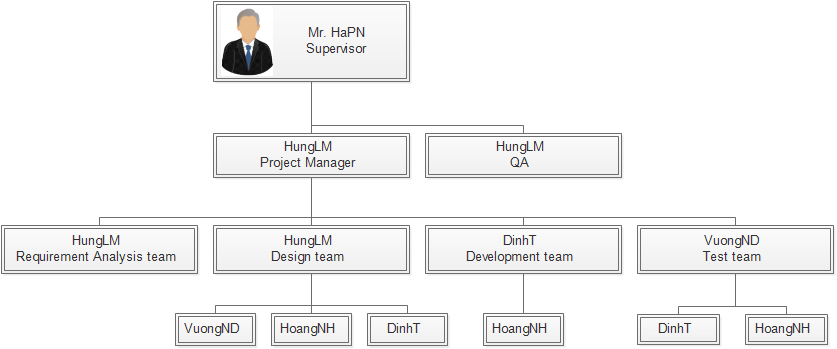 Mr. HaPN
Supervisor
HungLM
Project Manager
HungLM
QA
HungLM
Requirement Analysis team
HungLM
Design team
DinhT
Development team
VuongND
Test team
VuongND
HoangNH
DinhT
HoangNH
DinhT
HoangNH